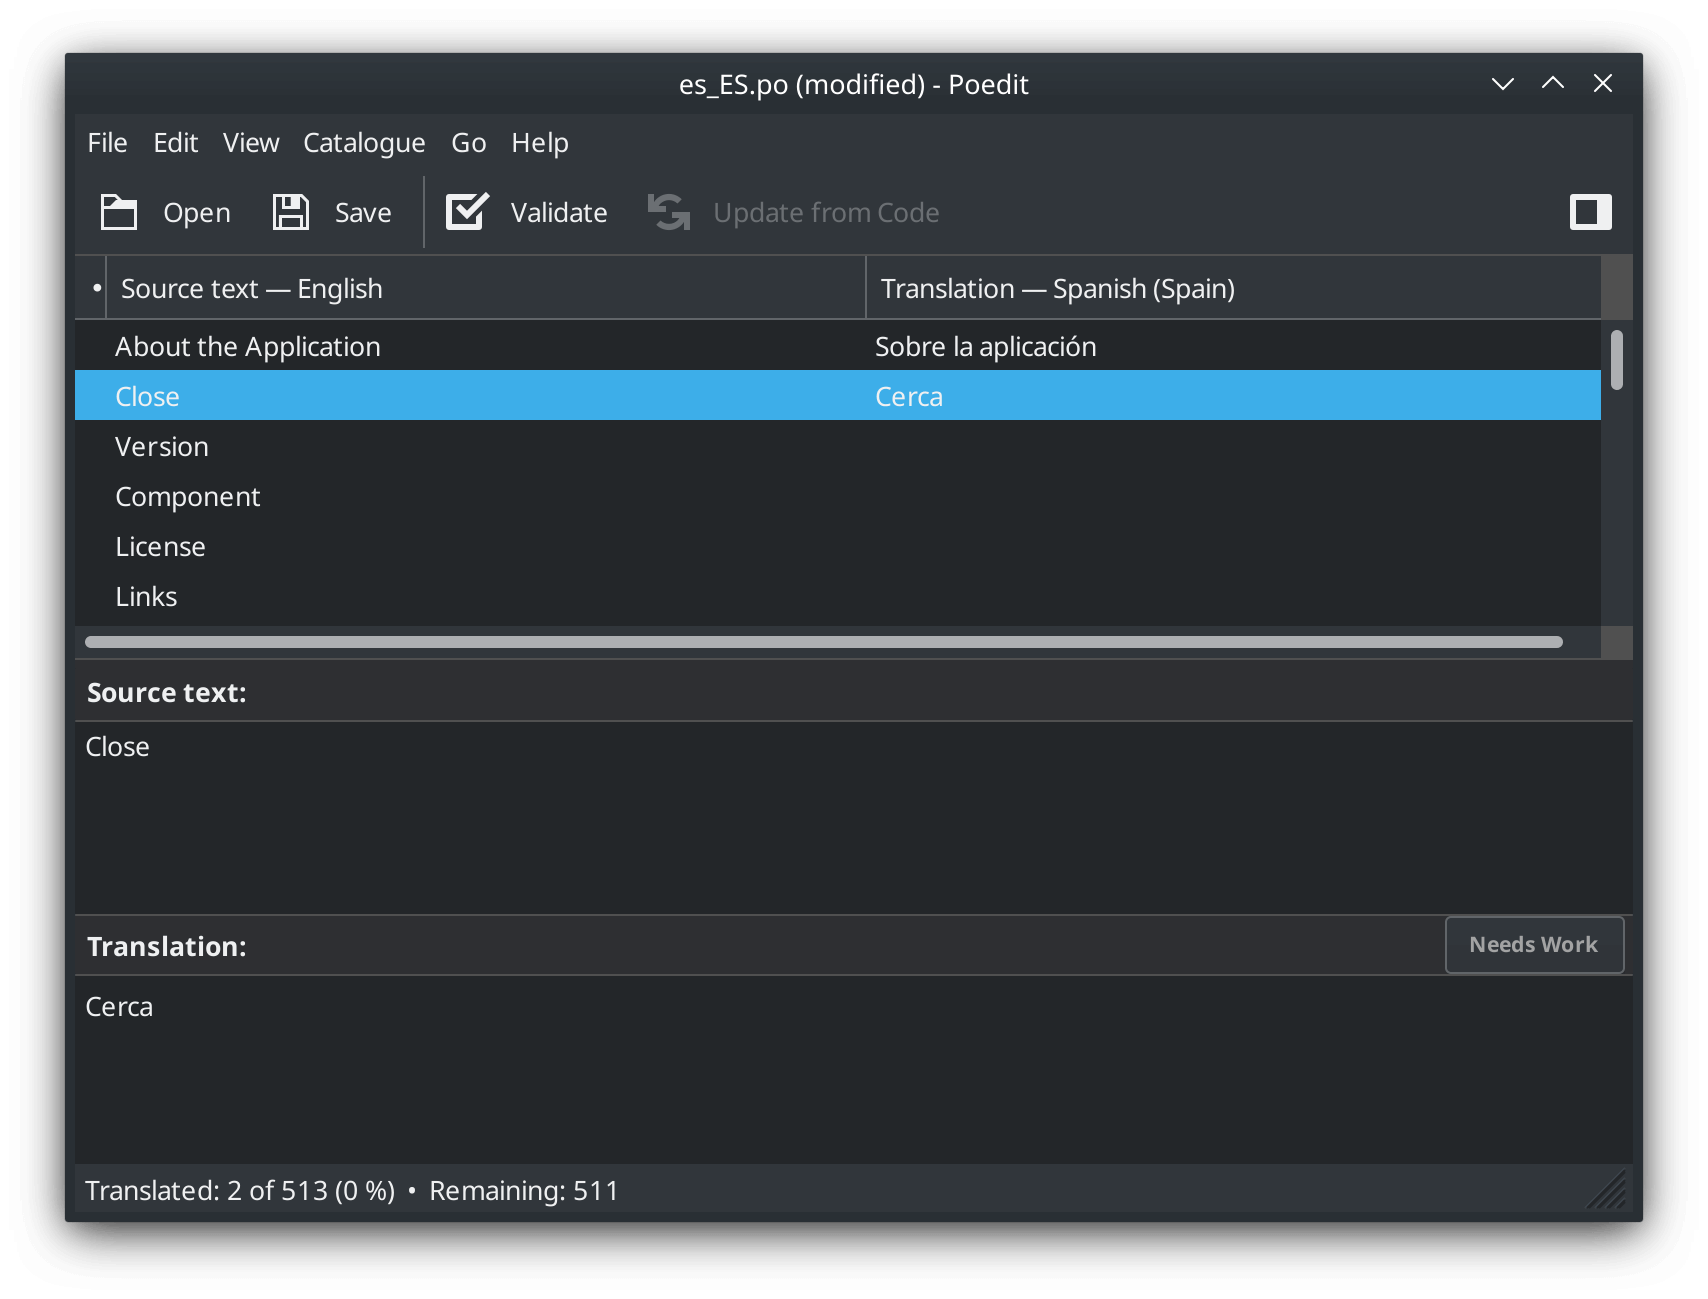 es_ES.po (modified) - Poedit
File Edit View Catalogue Go Help
Open Save Validate Update from Code
• Source text — English Translation — Spanish (Spain)
About the Application Sobre la aplicación
Close Cerca
Version
Component
License
Links
Source text:
Close
Translation: Needs Work
Cerca
Translated: 2 of 513 (0 %) • Remaining: 511